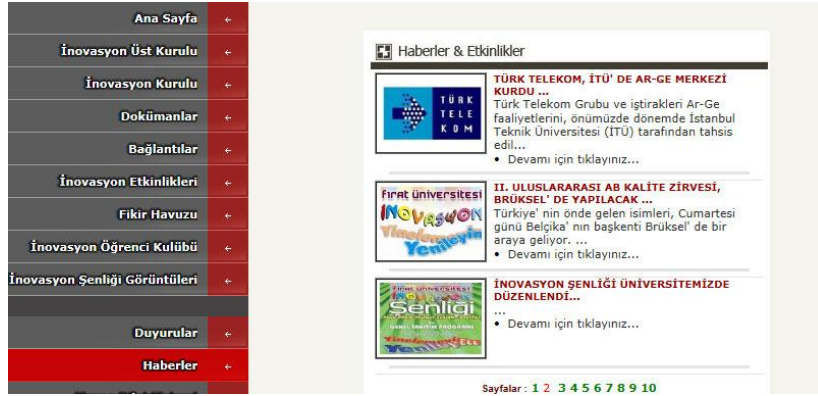 Ana Sayfa
İnovasyon Üst Kurulu
İnovasyon Kurulu
Dokümanlar
Bağlantılar
İnovasyon Etkinlikleri
Fikir Havuzu
İnovasyon Öğrenci Kulübü
İnovasyon Şenliği Görüntüleri
Duyurular
Haberler
Haberler & Etkinlikler
TÜRK
TELE
KOM
TÜRK TELEKOM, İTÜ' DE AR-GE MERKEZİ
KURDU ...
Türk Telekom Grubu ve iştirakleri Ar-Ge
faaliyetlerini, önümüzde dönemde İstanbul
Teknik Üniversitesi (İTÜ) tarafından tahsis
edil...
• Devamı için tıklayınız...
fırat üniversitesi
İNOVASYON
Yinelemeyin
Yenileyin
II. ULUSLARARASI AB KALİTE ZİRVESİ,
BRÜKSEL' DE YAPILACAK ...
Türkiye' nin önde gelen isimleri, Cumartesi
günü Belçika' nın başkenti Brüksel' de bir
araya geliyor. ...
• Devamı için tıklayınız...
Şenliği
İNOVASYON ŞENLİĞİ ÜNİVERSİTEMİZDE
DÜZENLENDİ...
...
• Devamı için tıklayınız...
Sayfalar : 1 2 3 4 5 6 7 8 9 10